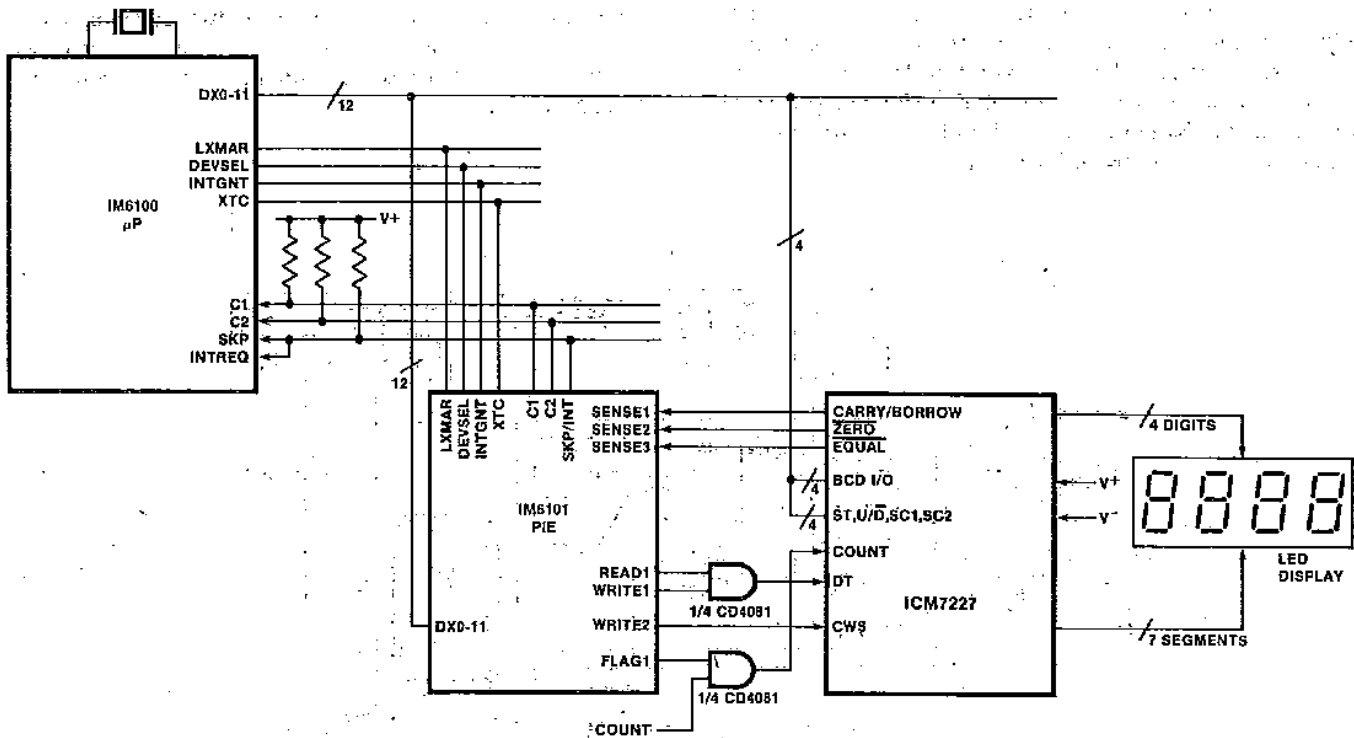 DX0-11
12
LXMAR
DEVSEL
INTGNT
XTC
IM6100
μP
V+
4
C1
C2
SKP
INTREQ
12
LXMAR
DEVSEL
INTGNT
XTC
C1
C2
SKP/INT
SENSE1
SENSE2
SENSE3
CARRY/BORROW
ZERO
EQUAL
4 DIGITS
4
BCD I/O
V+
IM6101
PIE
4
ST,U/D,SC1,SC2
V-
COUNT
LED
DISPLAY
READ1
WRITE1
DT
1/4 CD4081
ICM7227
DX0-11
WRITE2
CWS
7 SEGMENTS
FLAG1
1/4 CD4081
COUNT